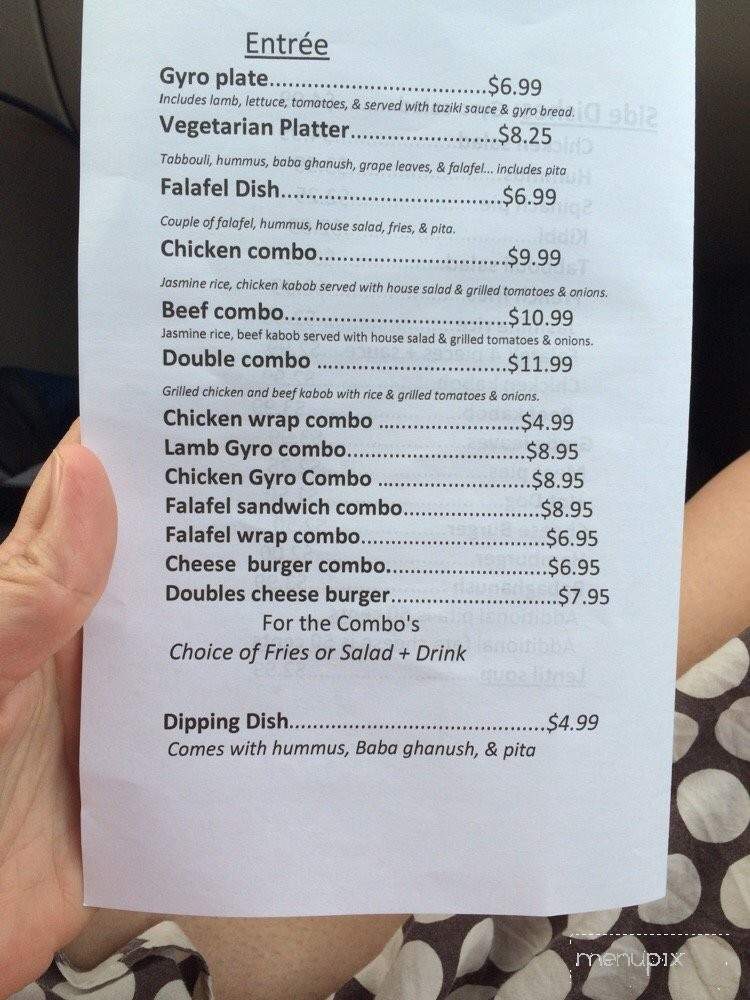 Entrée
Gyro plate..................................$6.99
Includes lamb, lettuce, tomatoes, & served with taziki sauce & gyro bread.
Vegetarian Platter.......................$8.25
Tabbouli, hummus, baba ghanush, grape leaves, & falafel... includes pita
Falafel Dish..................................$6.99
Couple of falafel, hummus, house salad, fries, & pita.
Chicken combo.............................$9.99
Jasmine rice, chicken kabob served with house salad & grilled tomatoes & onions.
Beef combo..................................$10.99
Jasmine rice, beef kabob served with house salad & grilled tomatoes & onions.
Double combo .............................$11.99
Grilled chicken and beef kabob with rice & grilled tomatoes & onions.
Chicken wrap combo .....................$4.99
Lamb Gyro combo...........................$8.95
Chicken Gyro Combo .......................$8.95
Falafel sandwich combo....................$8.95
Falafel wrap combo...........................$6.95
Cheese burger combo.......................$6.95
Doubles cheese burger........................$7.95
For the Combo's
Choice of Fries or Salad + Drink
Dipping Dish.....................................$4.99
Comes with hummus, Baba ghanush, & pita
menupix